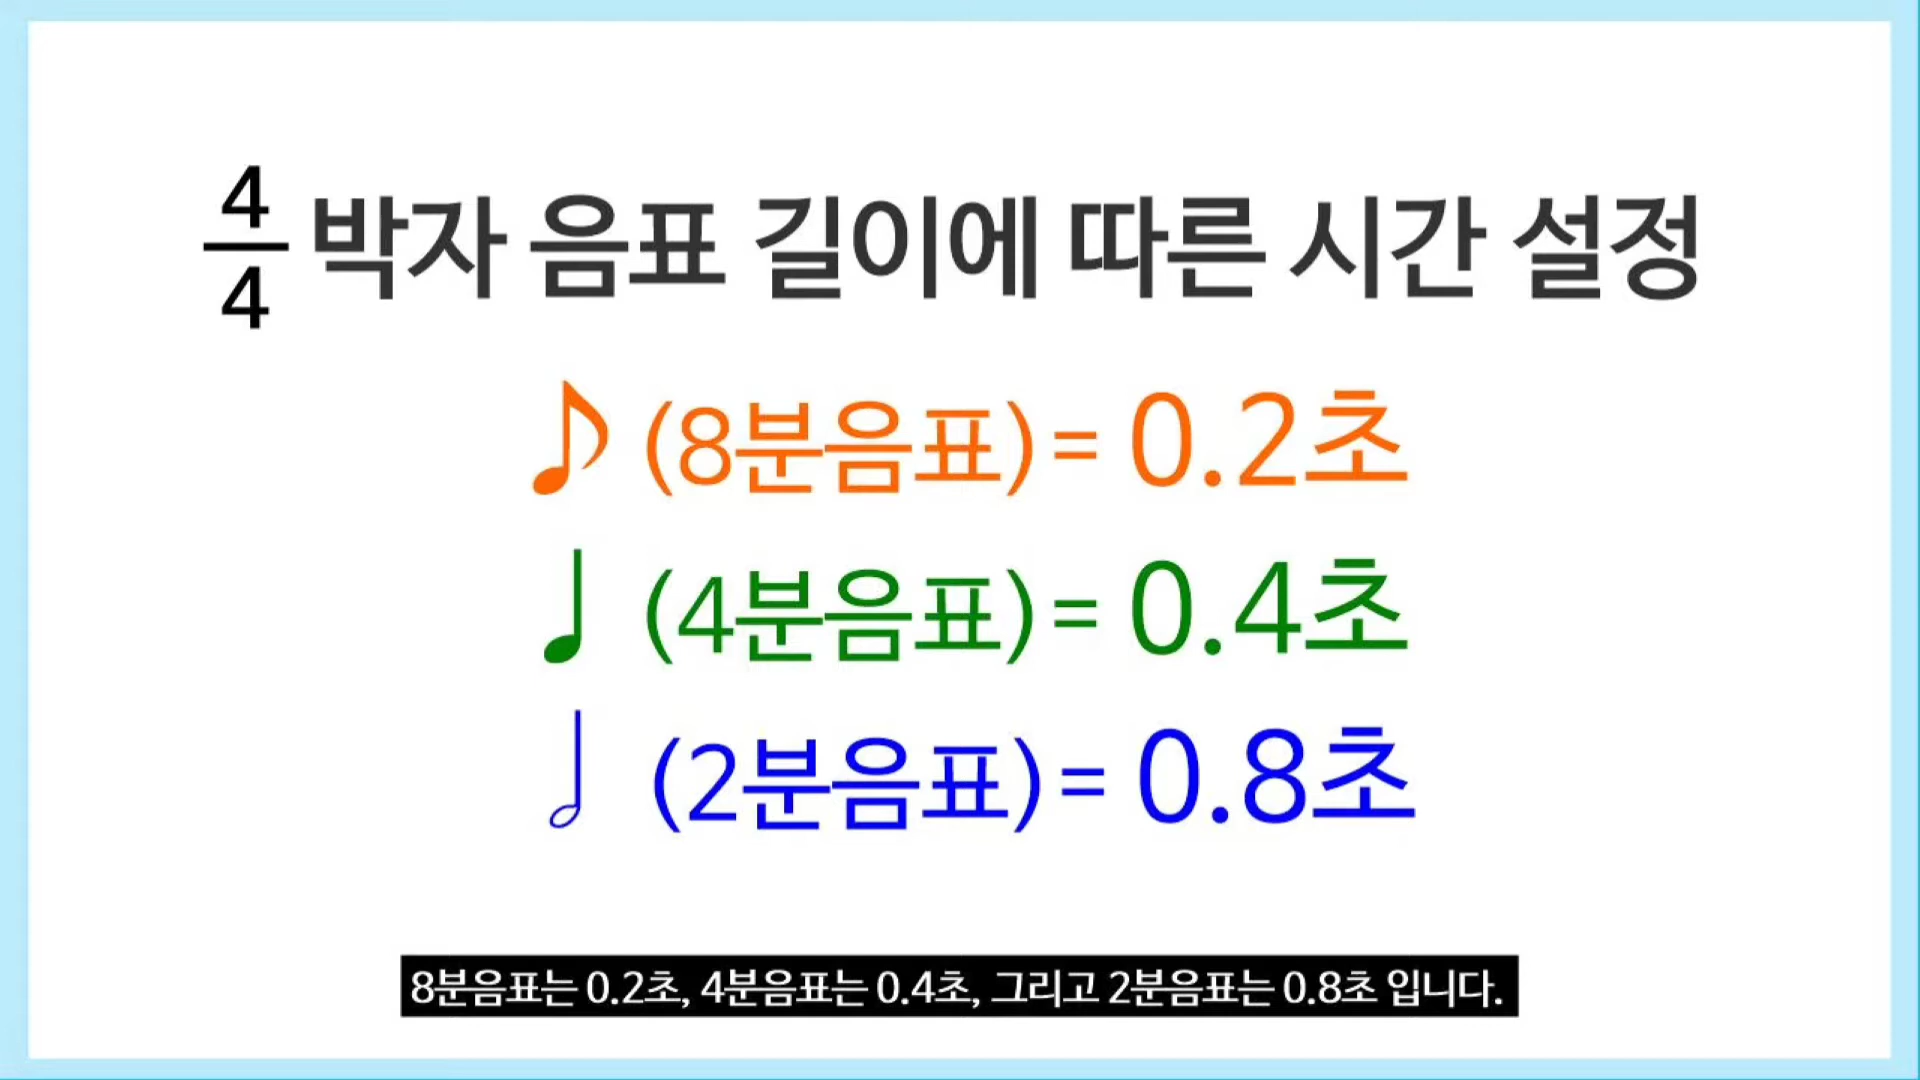 4/4 박자 음표 길이에 따른 시간 설정
♪ (8분음표) = 0.2초
♩ (4분음표) = 0.4초
𝅗𝅥 (2분음표) = 0.8초
8분음표는 0.2초, 4분음표는 0.4초, 그리고 2분음표는 0.8초 입니다.